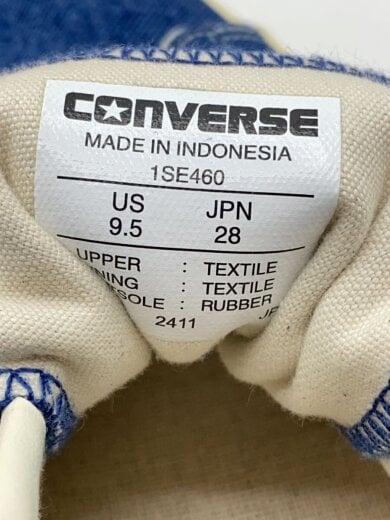 CONVERSE
MADE IN INDONESIA
1SE460
US JPN
9.5 28
UPPER : TEXTILE
: TEXTILE
: RUBBER
2411